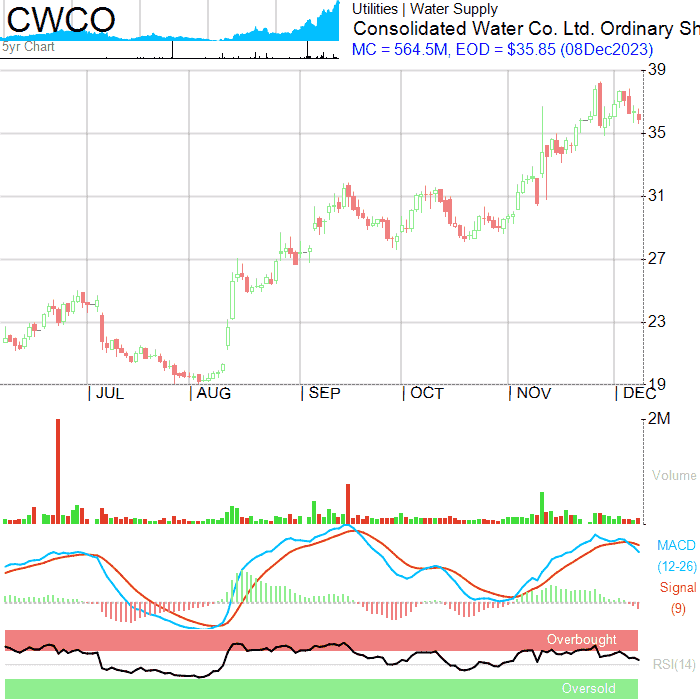 CWCO
5yr Chart
Utilities | Water Supply
Consolidated Water Co. Ltd. Ordinary Sh
MC = 564.5M, EOD = $35.85 (08Dec2023)
39
35
31
27
23
19
JUL AUG SEP OCT NOV DEC
2M
Volume
MACD
(12-26)
Signal
(9)
Overbought
RSI(14)
Oversold